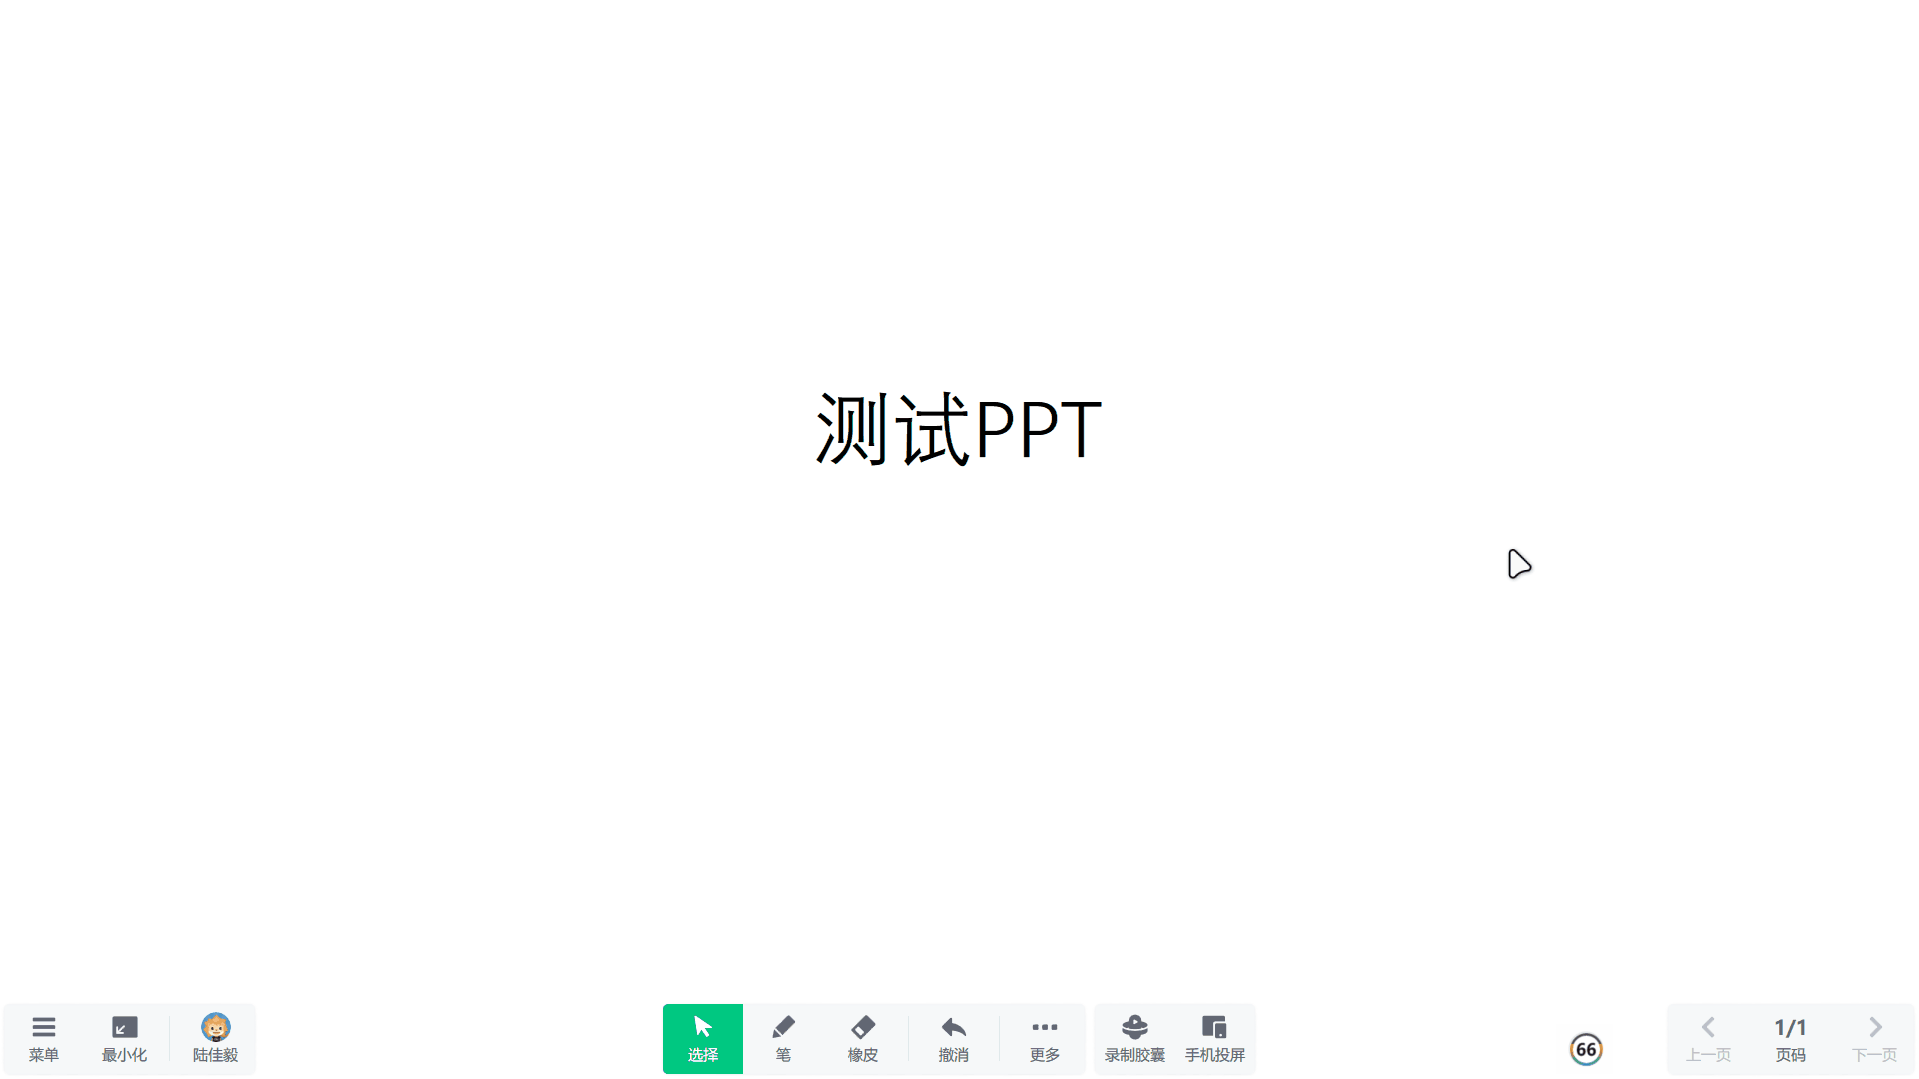 测试PPT
菜单
最小化
陆佳毅
选择
笔
橡皮
撤消
更多
录制胶囊
手机投屏
66
上一页
1/1
页码
下一页